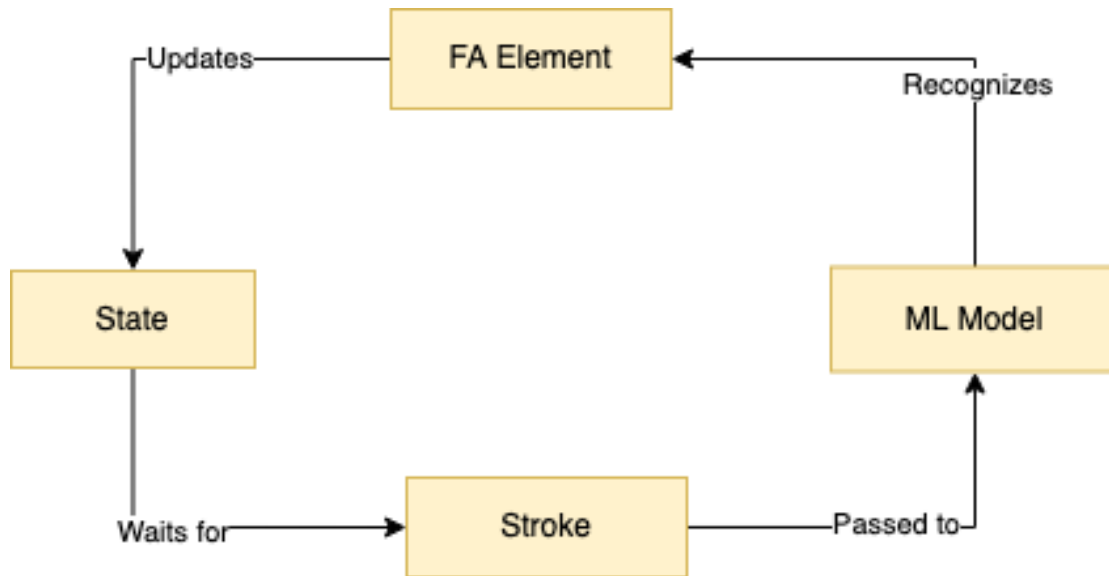 Updates
FA Element
Recognizes
State
ML Model
Waits for
Stroke
Passed to